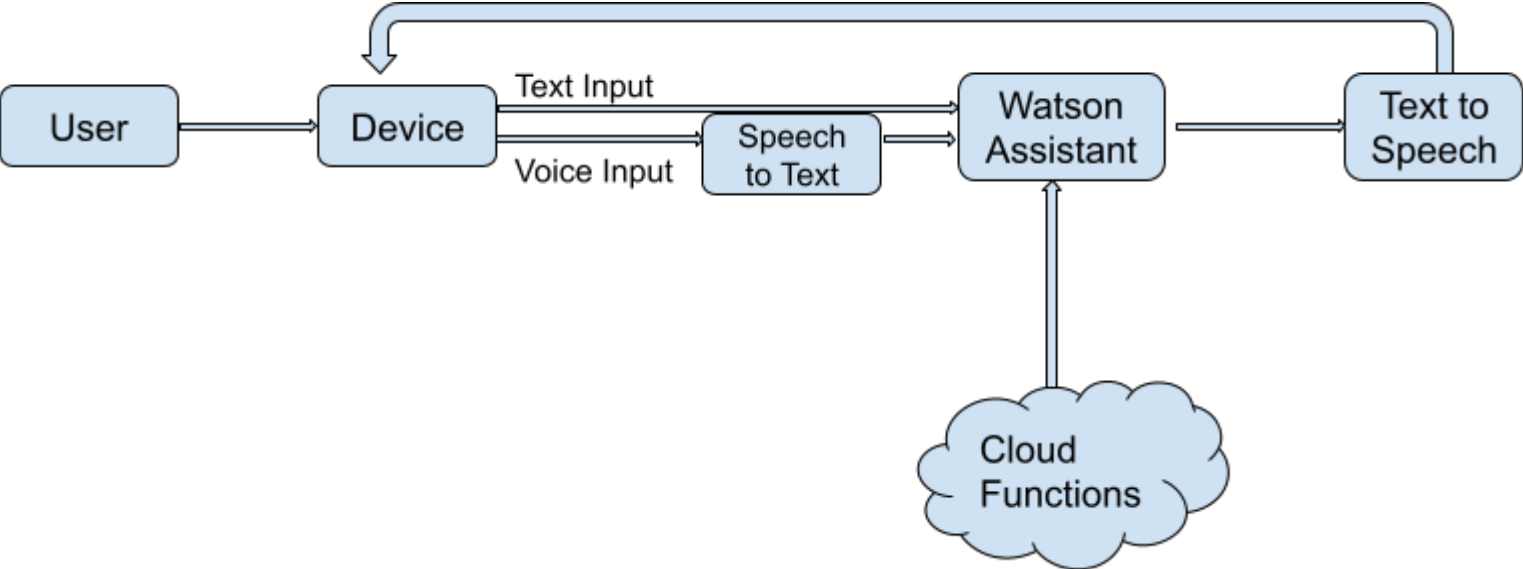 User
Device
Text Input
Voice Input
Speech
to Text
Watson
Assistant
Text to
Speech
Cloud
Functions